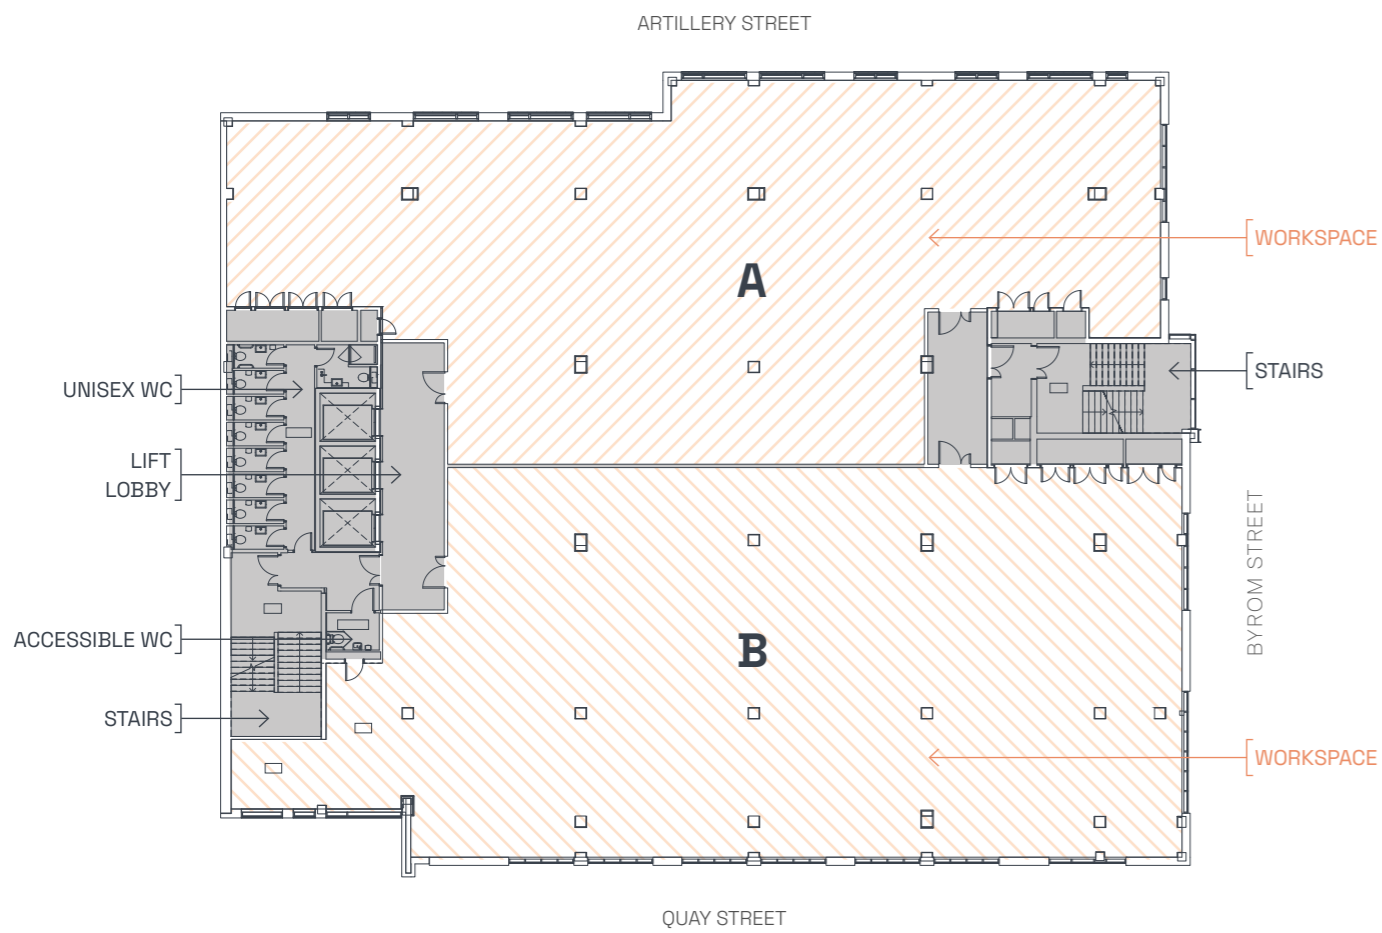 ARTILLERY STREET
WORKSPACE
A
STAIRS
UNISEX WC
LIFT
LOBBY
BYROM STREET
ACCESSIBLE WC
B
STAIRS
WORKSPACE
QUAY STREET